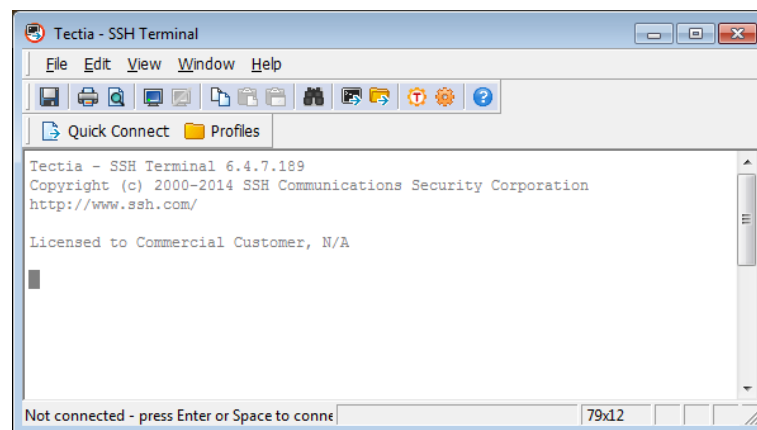 Tectia - SSH Terminal
File Edit View Window Help
Quick Connect Profiles
Tectia - SSH Terminal 6.4.7.189
Copyright (c) 2000-2014 SSH Communications Security Corporation
http://www.ssh.com/
Licensed to Commercial Customer, N/A
Not connected - press Enter or Space to conne 79x12